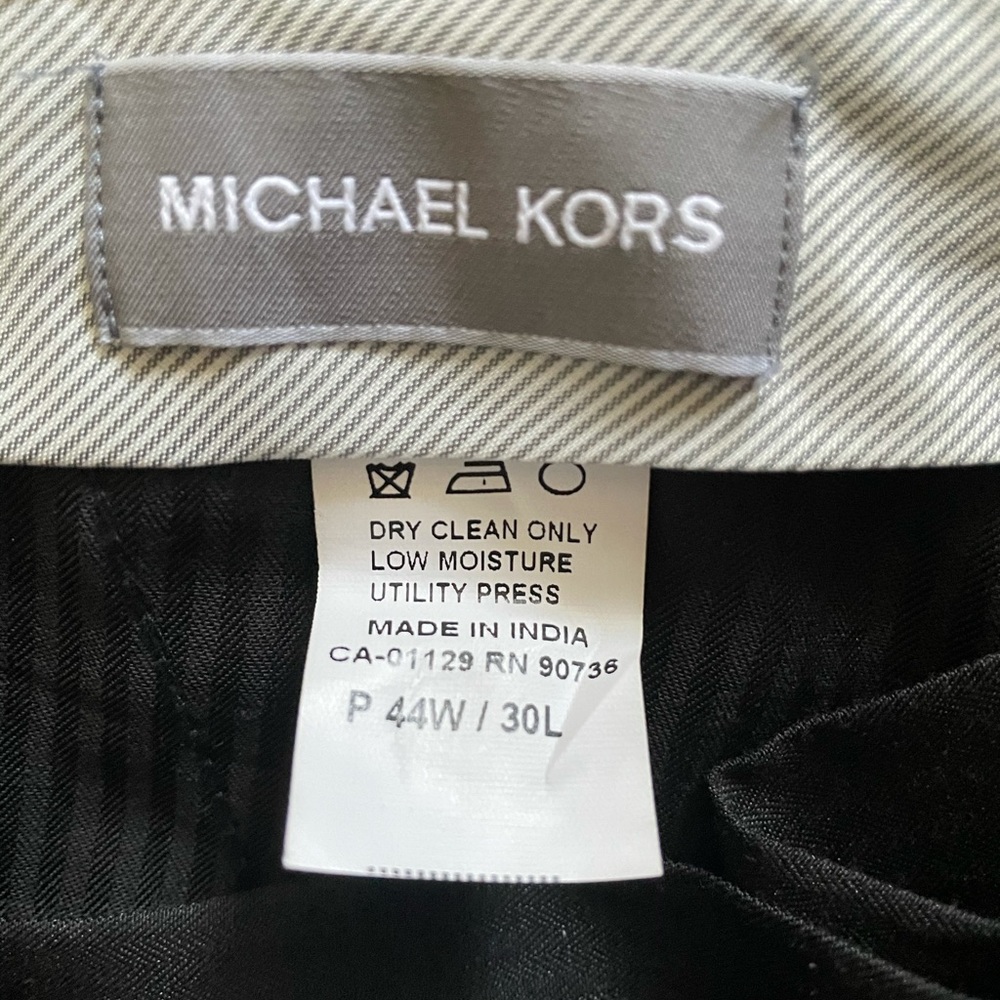 MICHAEL KORS
DRY CLEAN ONLY
LOW MOISTURE
UTILITY PRESS
MADE IN INDIA
CA-01129 RN 90736
P 44W / 30L